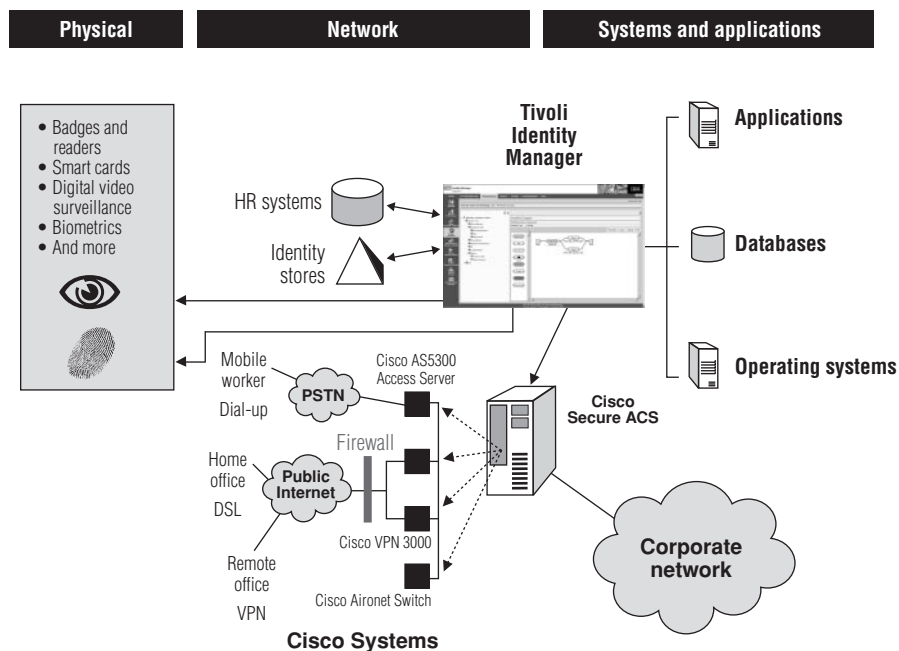 Physical
Network
Systems and applications
• Badges and
readers
• Smart cards
• Digital video
surveillance
• Biometrics
• And more
HR systems
Identity
stores
Tivoli
Identity
Manager
Applications
Databases
Operating systems
Mobile
worker
Dial-up
PSTN
Cisco AS5300
Access Server
Cisco
Secure ACS
Firewall
Home
office
DSL
Public
Internet
Cisco VPN 3000
Remote
office
VPN
Cisco Aironet Switch
Corporate
network
Cisco Systems